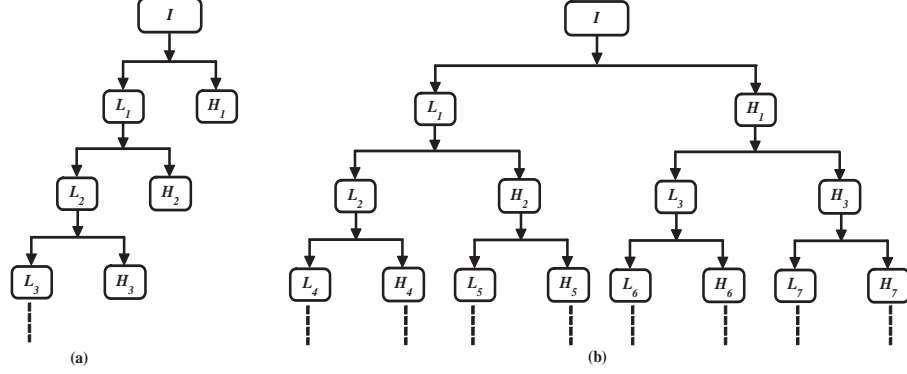 I
L1 H1
L2 H2
L3 H3
(a)
I
L1 H1
L2 H2 L3 H3
L4 H4 L5 H5 L6 H6 L7 H7
(b)